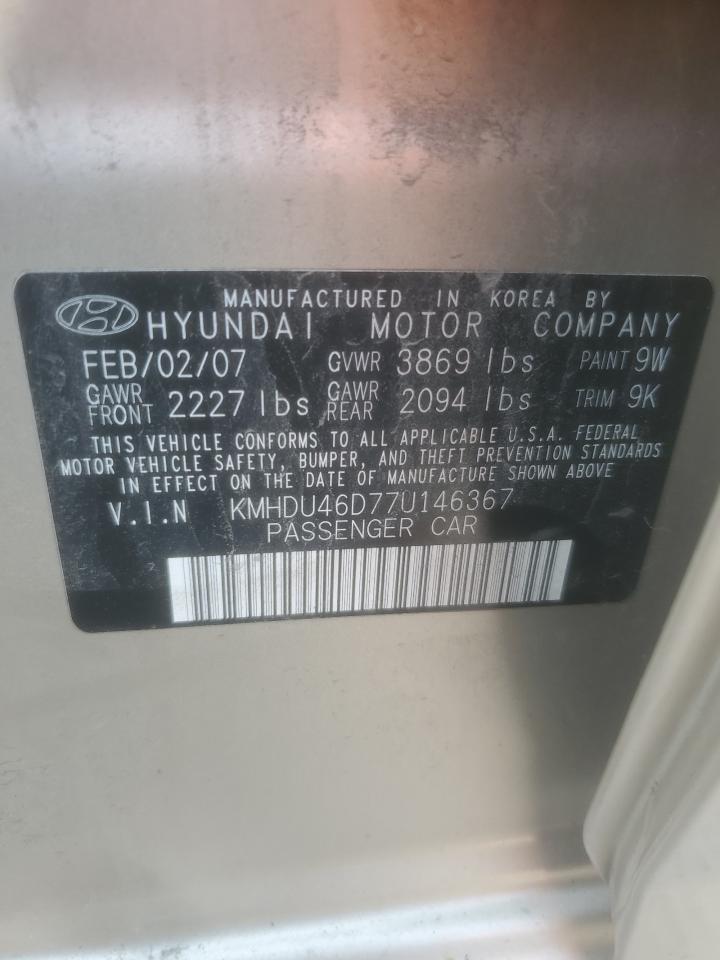 MANUFACTURED IN KOREA BY
HYUNDAI MOTOR COMPANY
FEB/02/07 GVWR 3869 lbs PAINT 9W
GAWR FRONT 2227 lbs GAWR REAR 2094 lbs TRIM 9K
THIS VEHICLE CONFORMS TO ALL APPLICABLE U.S.A. FEDERAL
MOTOR VEHICLE SAFETY, BUMPER, AND THEFT PREVENTION STANDARDS
IN EFFECT ON THE DATE OF MANUFACTURE SHOWN ABOVE
V.I.N KMHDU46D77U146367
PASSENGER CAR